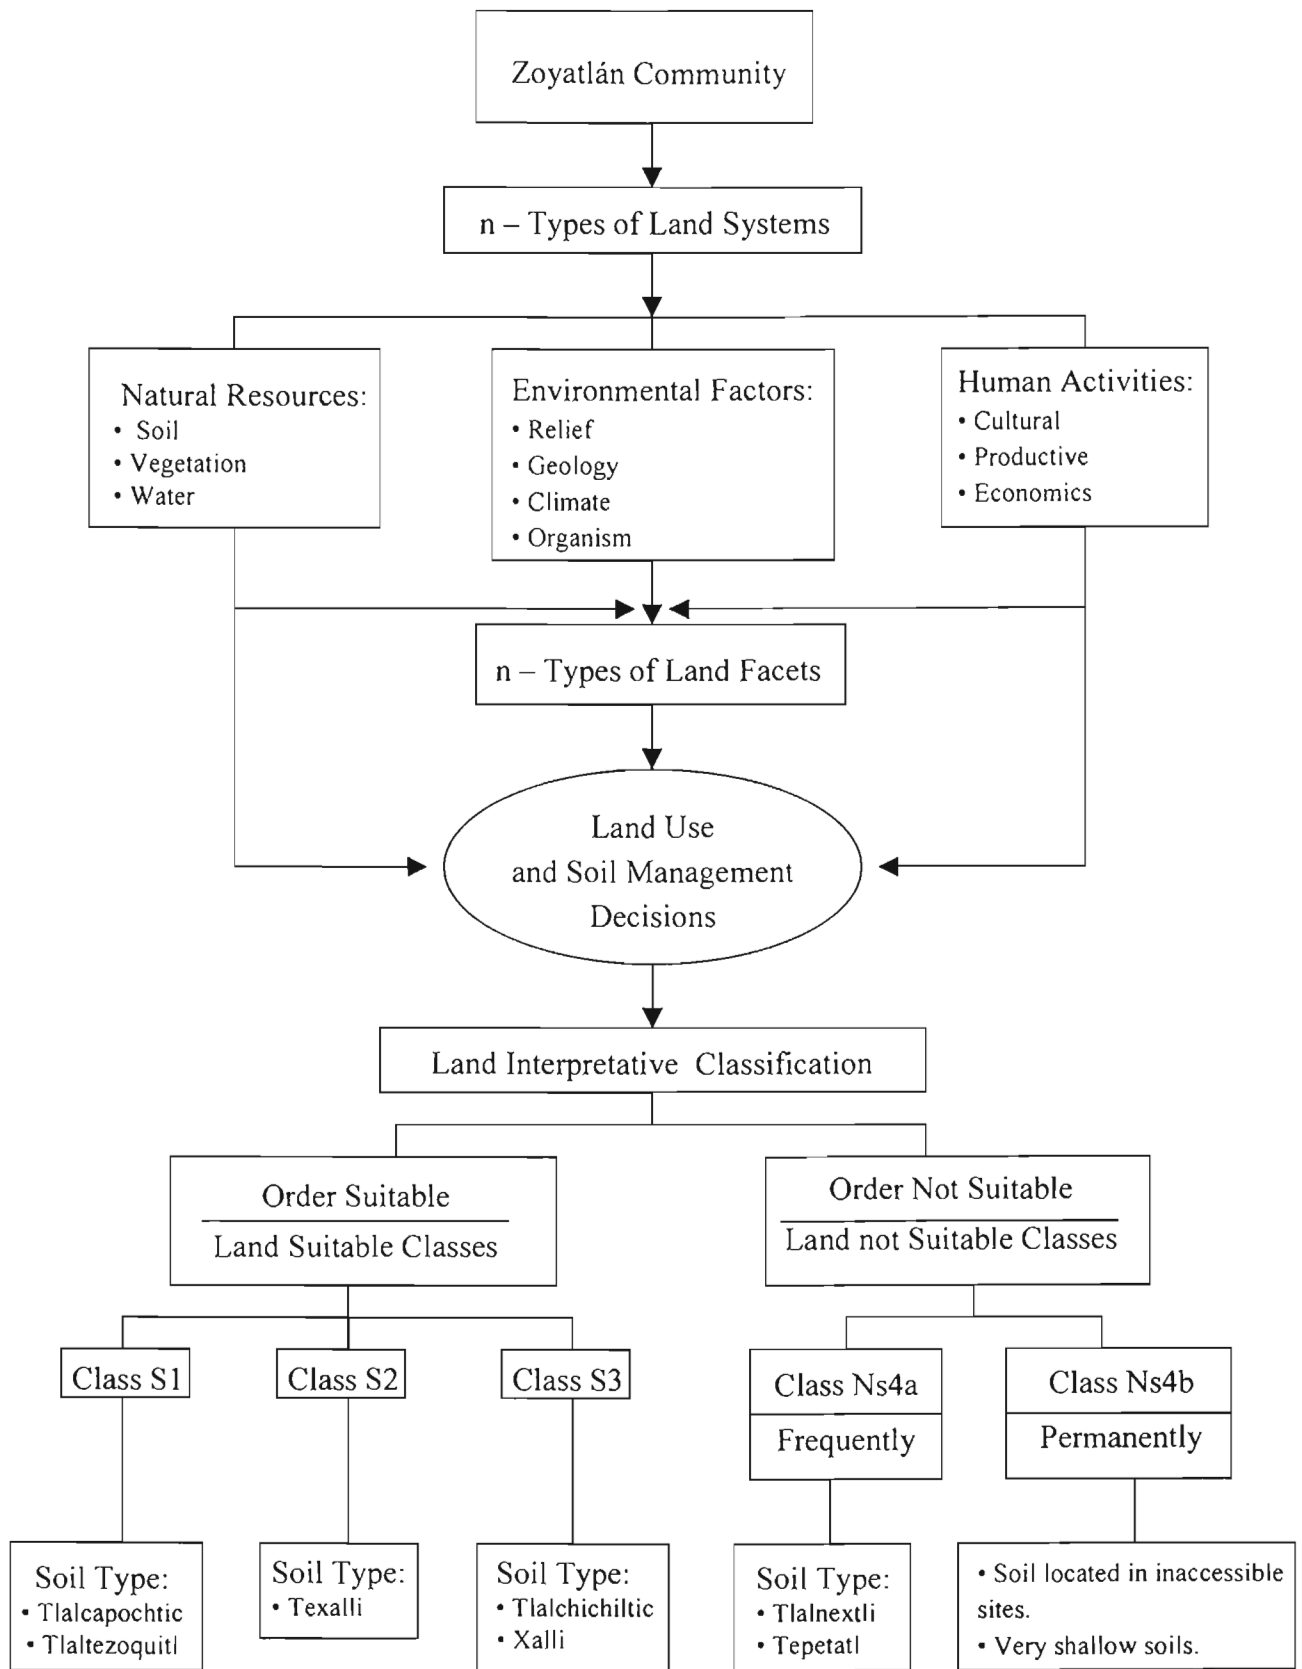 Zoyatlán Community
n – Types of Land Systems
Natural Resources:
• Soil
• Vegetation
• Water
Environmental Factors:
• Relief
• Geology
• Climate
• Organism
Human Activities:
• Cultural
• Productive
• Economics
n – Types of Land Facets
Land Use
and Soil Management
Decisions
Land Interpretative Classification
Order Suitable
Land Suitable Classes
Order Not Suitable
Land not Suitable Classes
Class S1
Class S2
Class S3
Class Ns4a
Frequently
Class Ns4b
Permanently
Soil Type:
• Tlalcapochtic
• Tlaltezoquitl
Soil Type:
• Texalli
Soil Type:
• Tlalchichiltic
• Xalli
Soil Type:
• Tlalnextli
• Tepetatl
• Soil located in inaccessible
sites.
• Very shallow soils.